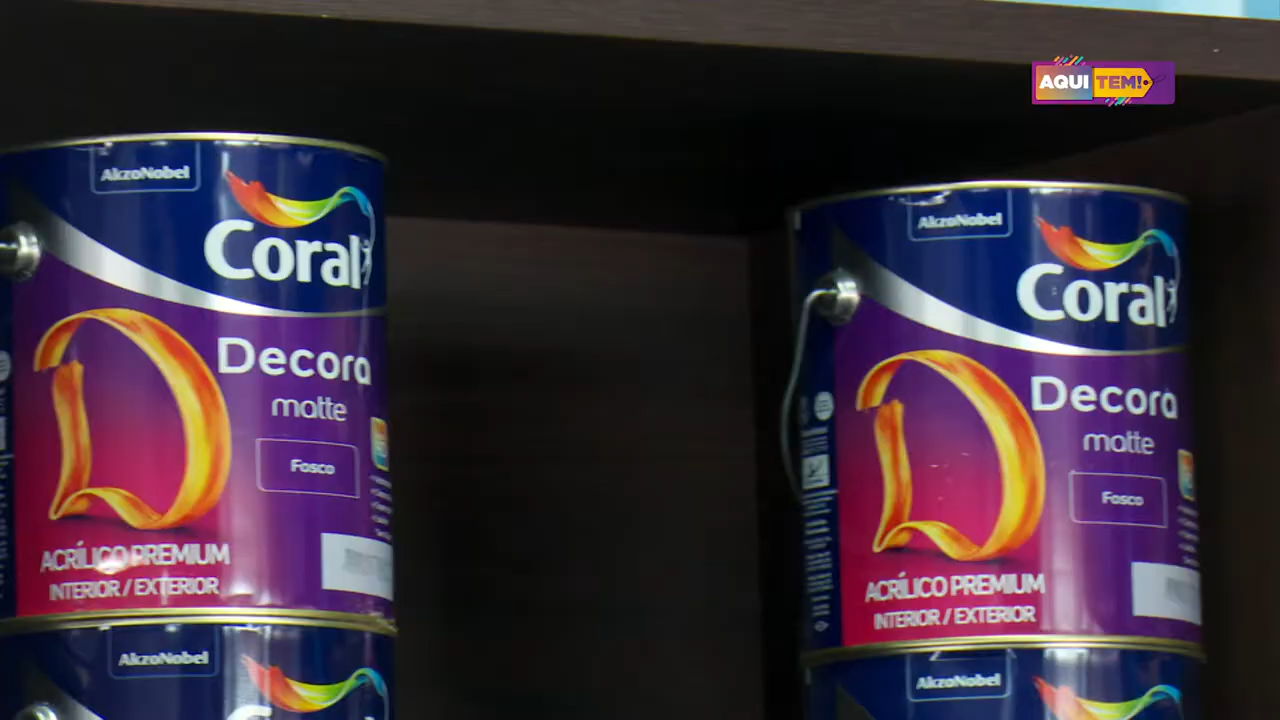 AQUI TEM!
AkzoNobel
Coral
Decora
matte
Fosco
ACRÍLICO PREMIUM
INTERIOR / EXTERIOR
AkzoNobel
AkzoNobel
Coral
Decora
matte
Fosco
ACRÍLICO PREMIUM
INTERIOR / EXTERIOR
AkzoNobel